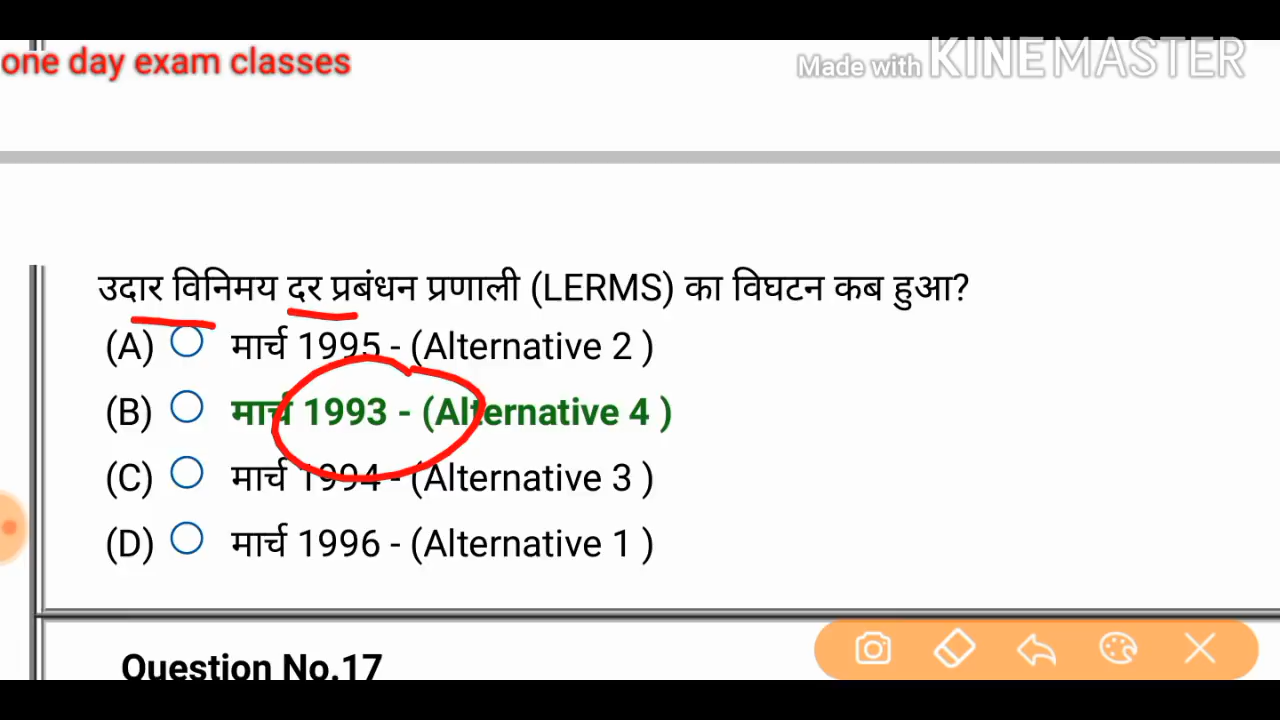 one day exam classes
Made with KINEMASTER
उदार विनिमय दर प्रबंधन प्रणाली (LERMS) का विघटन कब हुआ?
(A) मार्च 1995 - (Alternative 2 )
(B) मार्च 1993 - (Alternative 4 )
(C) मार्च 1994 - (Alternative 3 )
(D) मार्च 1996 - (Alternative 1 )
Question No.17